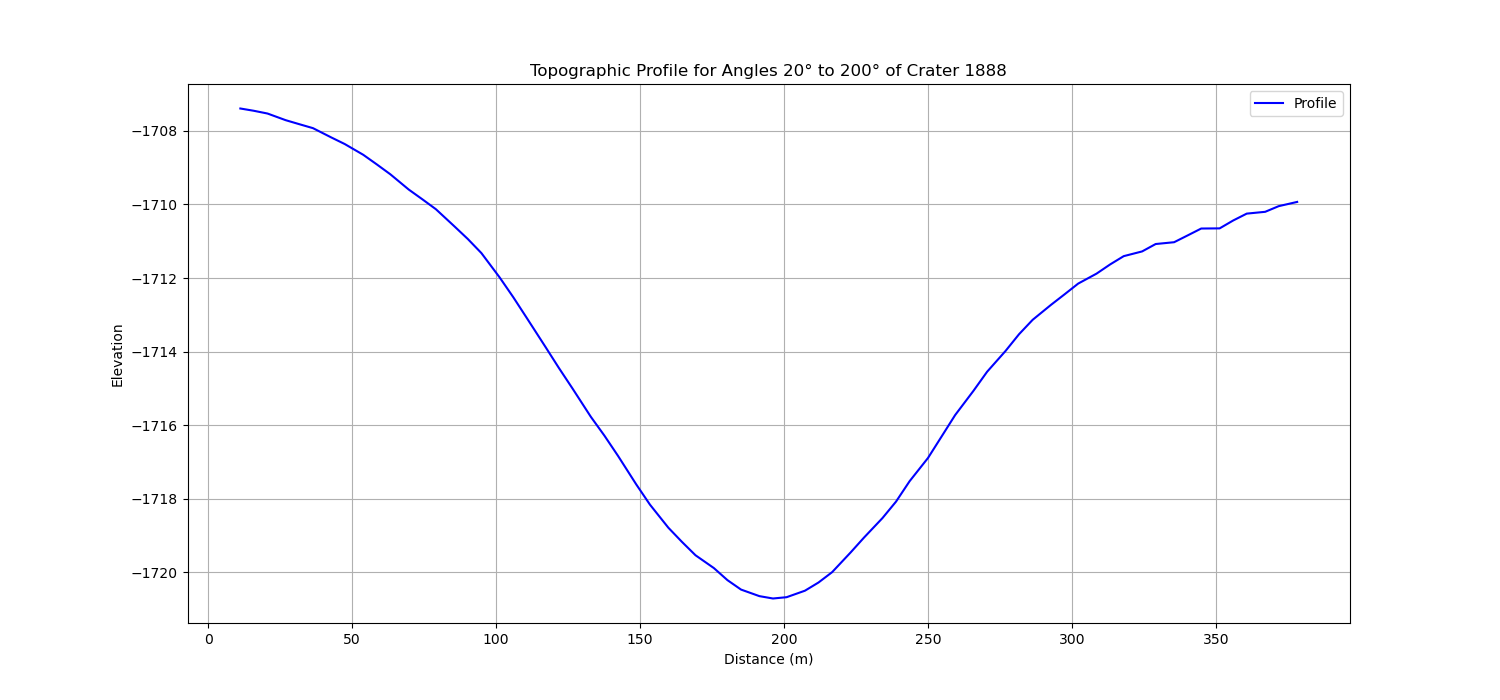 Topographic Profile for Angles 20° to 200° of Crater 1888
Profile
−1708
−1710
−1712
−1714
−1716
−1718
−1720
Elevation
0 50 100 150 200 250 300 350
Distance (m)